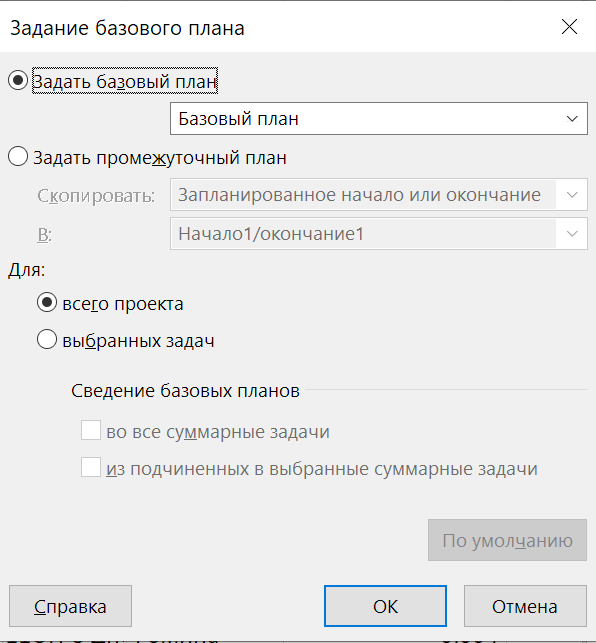 Задание базового плана
Задать базовый план
Базовый план
Задать промежуточный план
Скопировать: Запланированное начало или окончание
В: Начало1/окончание1
Для:
всего проекта
выбранных задач
Сведение базовых планов
во все суммарные задачи
из подчиненных в выбранные суммарные задачи
По умолчанию
Справка ОК Отмена